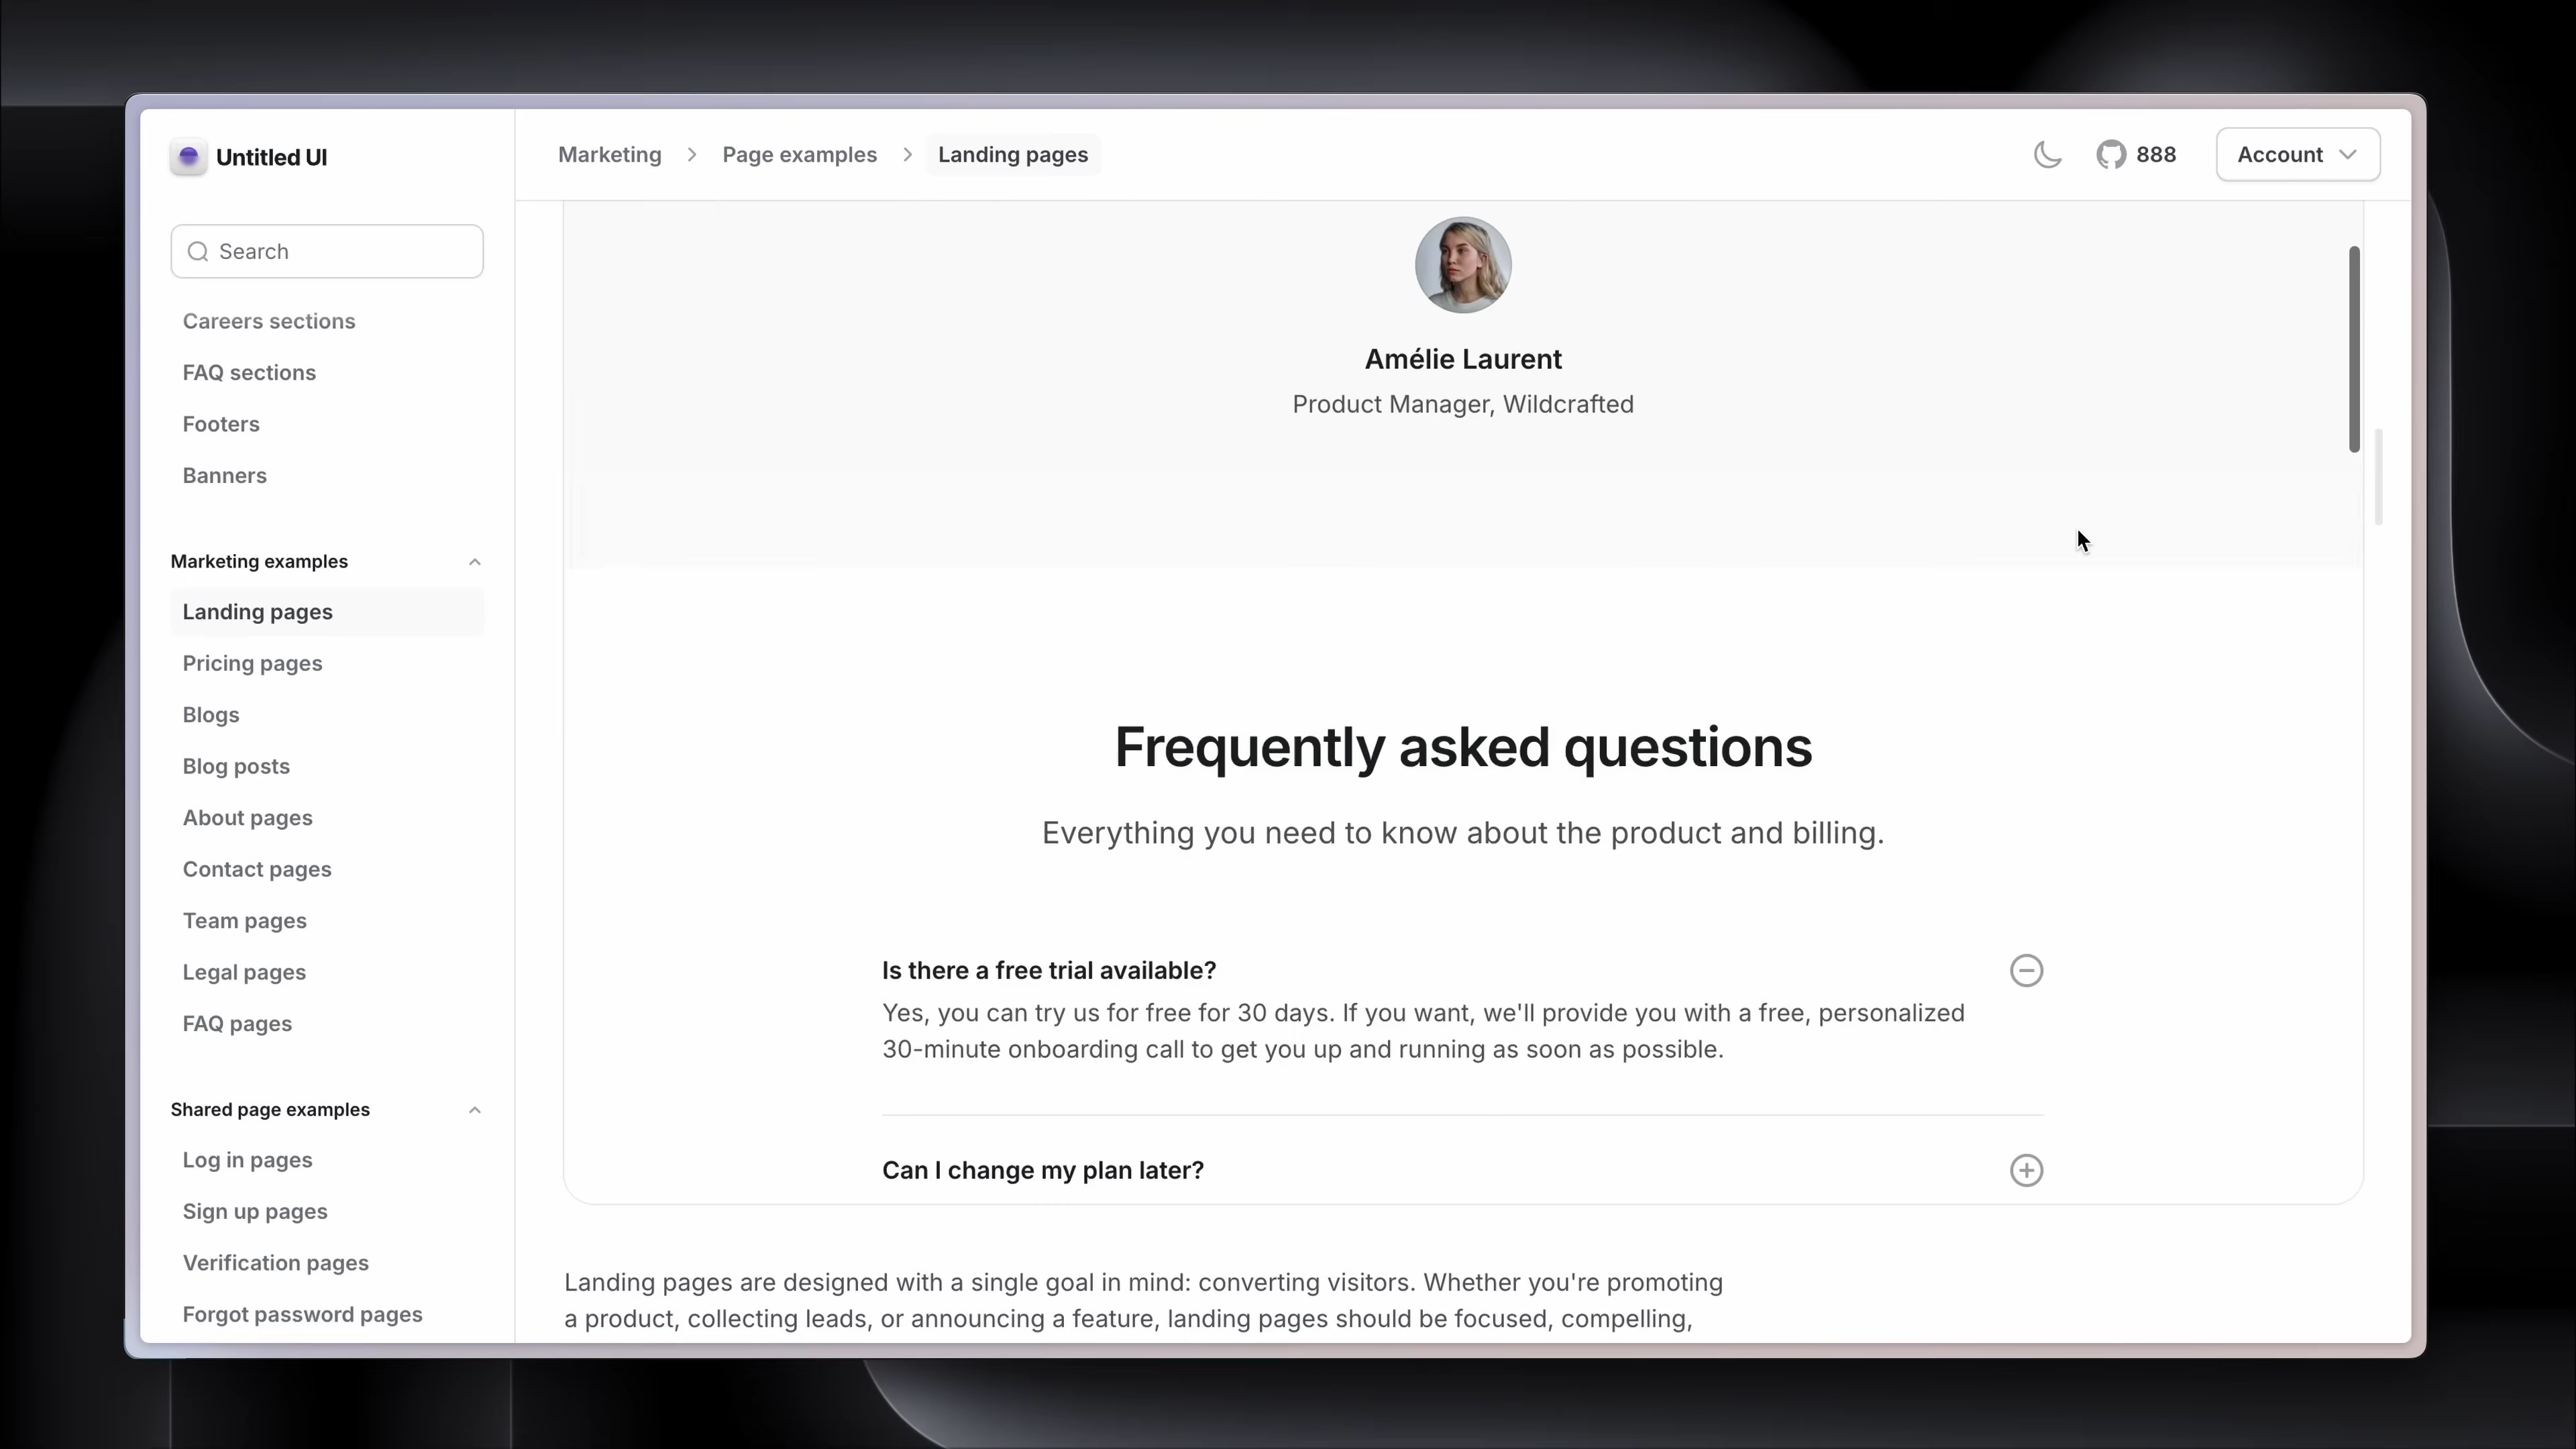 Untitled UI
Search
Careers sections
FAQ sections
Footers
Banners
Marketing examples
Landing pages
Pricing pages
Blogs
Blog posts
About pages
Contact pages
Team pages
Legal pages
FAQ pages
Shared page examples
Log in pages
Sign up pages
Verification pages
Forgot password pages
Marketing
Page examples
Landing pages
888
Account
Amélie Laurent
Product Manager, Wildcrafted
Frequently asked questions
Everything you need to know about the product and billing.
Is there a free trial available?
Yes, you can try us for free for 30 days. If you want, we'll provide you with a free, personalized
30-minute onboarding call to get you up and running as soon as possible.
Can I change my plan later?
Landing pages are designed with a single goal in mind: converting visitors. Whether you're promoting
a product, collecting leads, or announcing a feature, landing pages should be focused, compelling,